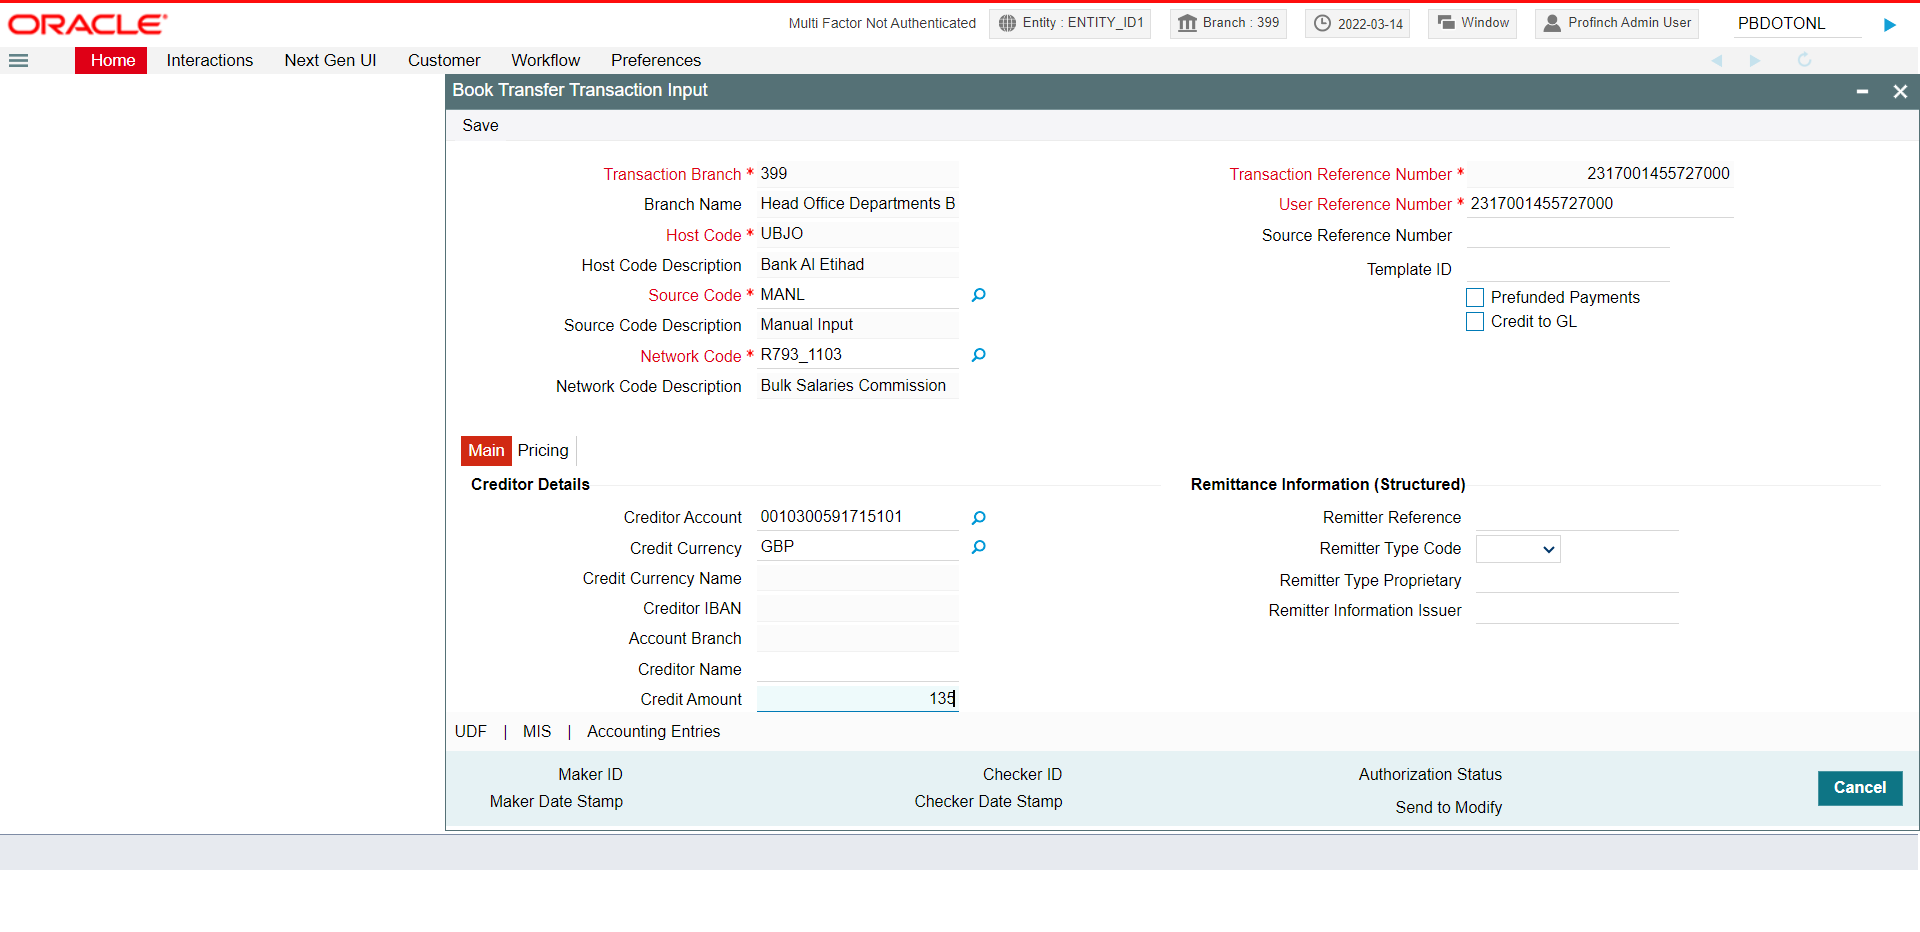 ORACLE
Multi Factor Not Authenticated
Entity : ENTITY_ID1
Branch : 399
2022-03-14
Window
Profinch Admin User
PBDOTONL
Home
Interactions
Next Gen UI
Customer
Workflow
Preferences
Book Transfer Transaction Input
Save
Transaction Branch * 399
Branch Name Head Office Departments B
Host Code * UBJO
Host Code Description Bank Al Etihad
Source Code * MANL
Source Code Description Manual Input
Network Code * R793_1103
Network Code Description Bulk Salaries Commission
Transaction Reference Number * 2317001455727000
User Reference Number * 2317001455727000
Source Reference Number
Template ID
Prefunded Payments
Credit to GL
Main Pricing
Creditor Details
Creditor Account 0010300591715101
Credit Currency GBP
Credit Currency Name
Creditor IBAN
Account Branch
Creditor Name
Credit Amount 135
Remittance Information (Structured)
Remitter Reference
Remitter Type Code
Remitter Type Proprietary
Remitter Information Issuer
UDF | MIS | Accounting Entries
Maker ID
Maker Date Stamp
Checker ID
Checker Date Stamp
Authorization Status
Send to Modify
Cancel